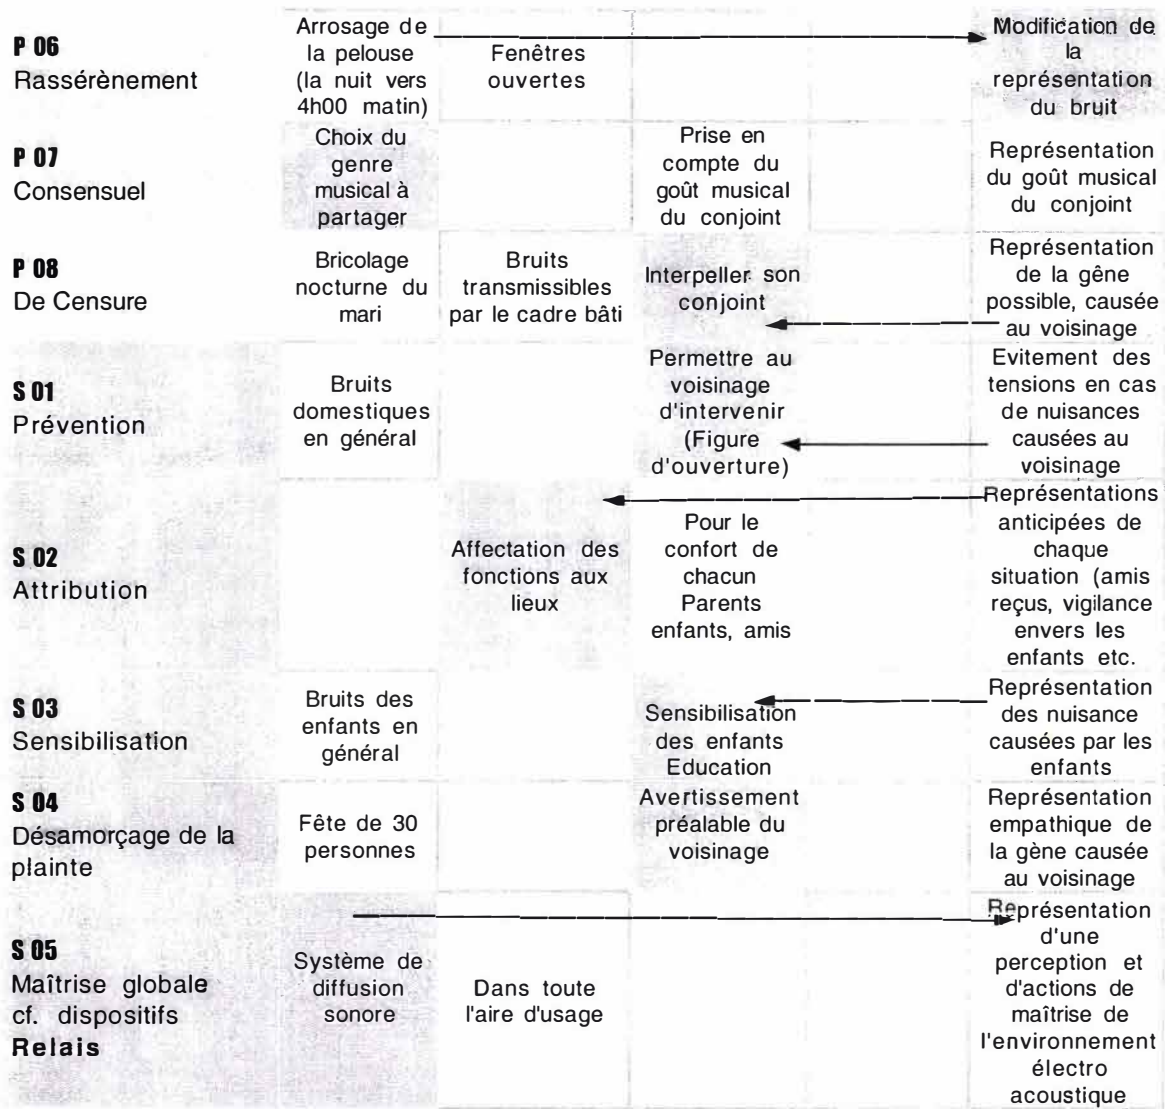 P 06
Rassérènement
Arrosage de
la pelouse
(la nuit vers
4h00 matin)
Fenêtres
ouvertes
Modification de
la
représentation
du bruit
P 07
Consensuel
Choix du
genre
musical à
partager
Prise en
compte du
goût musical
du conjoint
Représentation
du goût musical
du conjoint
P 08
De Censure
Bricolage
nocturne du
mari
Bruits
transmissibles
par le cadre bâti
Interpeller son
conjoint
Représentation
de la gêne
possible, causée
au voisinage
S 01
Prévention
Bruits
domestiques
en général
Permettre au
voisinage
d'intervenir
(Figure
d'ouverture)
Evitement des
tensions en cas
de nuisances
causées au
voisinage
S 02
Attribution
Affectation des
fonctions aux
lieux
Pour le
confort de
chacun
Parents
enfants, amis
Représentations
anticipées de
chaque
situation (amis
reçus, vigilance
envers les
enfants etc.
S 03
Sensibilisation
Bruits des
enfants en
général
Sensibilisation
des enfants
Education
Représentation
des nuisance
causées par les
enfants
S 04
Désamorçage de la
plainte
Fête de 30
personnes
Avertissement
préalable du
voisinage
Représentation
empathique de
la gène causée
au voisinage
S 05
Maîtrise globale
cf. dispositifs
Relais
Système de
diffusion
sonore
Dans toute
l'aire d'usage
Représentation
d'une
perception et
d'actions de
maîtrise de
l'environnement
électro
acoustique